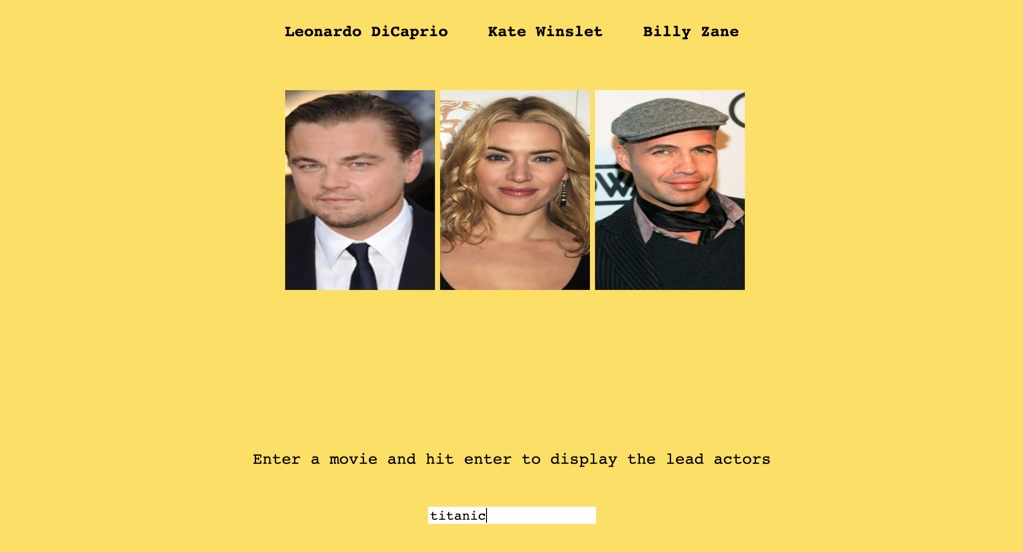 Leonardo DiCaprio Kate Winslet Billy Zane
Enter a movie and hit enter to display the lead actors
titanic